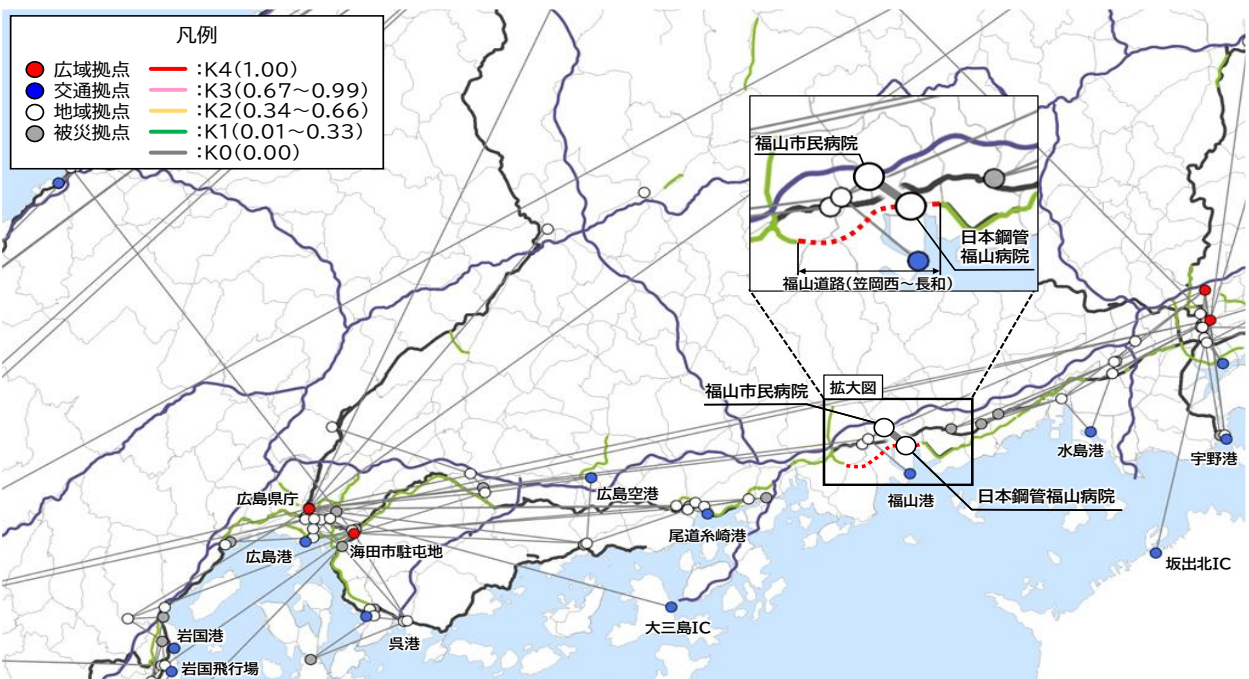 凡例
広域拠点
:K4(1.00)
交通拠点
:K3(0.67～0.99)
地域拠点
:K2(0.34～0.66)
被災拠点
:K1(0.01～0.33)
:K0(0.00)
福山市民病院
日本鋼管
福山病院
福山道路(笠岡西～長和)
福山市民病院
拡大図
水島港
宇野港
広島県庁
広島空港
福山港
日本鋼管福山病院
広島港
海田市駐屯地
尾道糸崎港
坂出北IC
岩国港
呉港
大三島IC
岩国飛行場